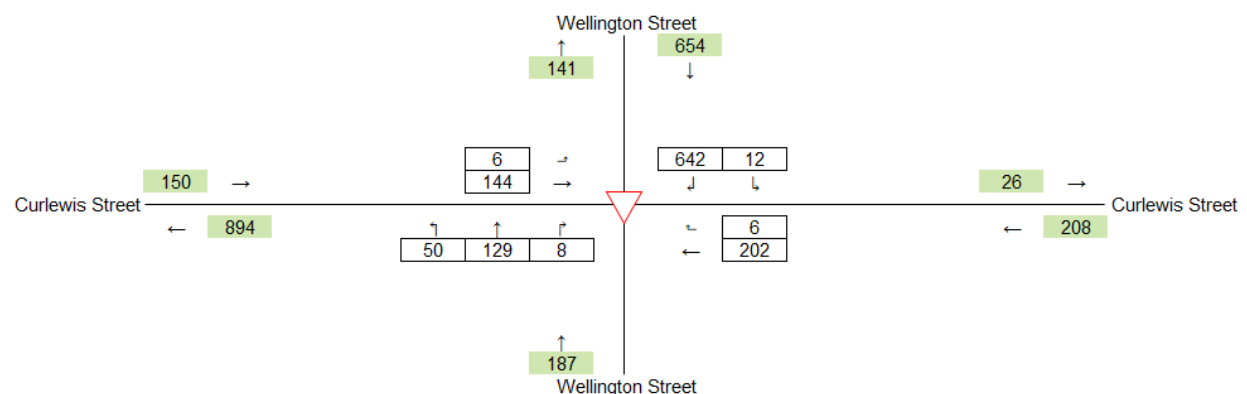 Wellington Street
↑ 654
141 ↓
6 642 12
150 → 144 → 26 →
Curlewis Street Curlewis Street
← 894 6 ← 208
50 129 8 ← 202
↑
187
Wellington Street